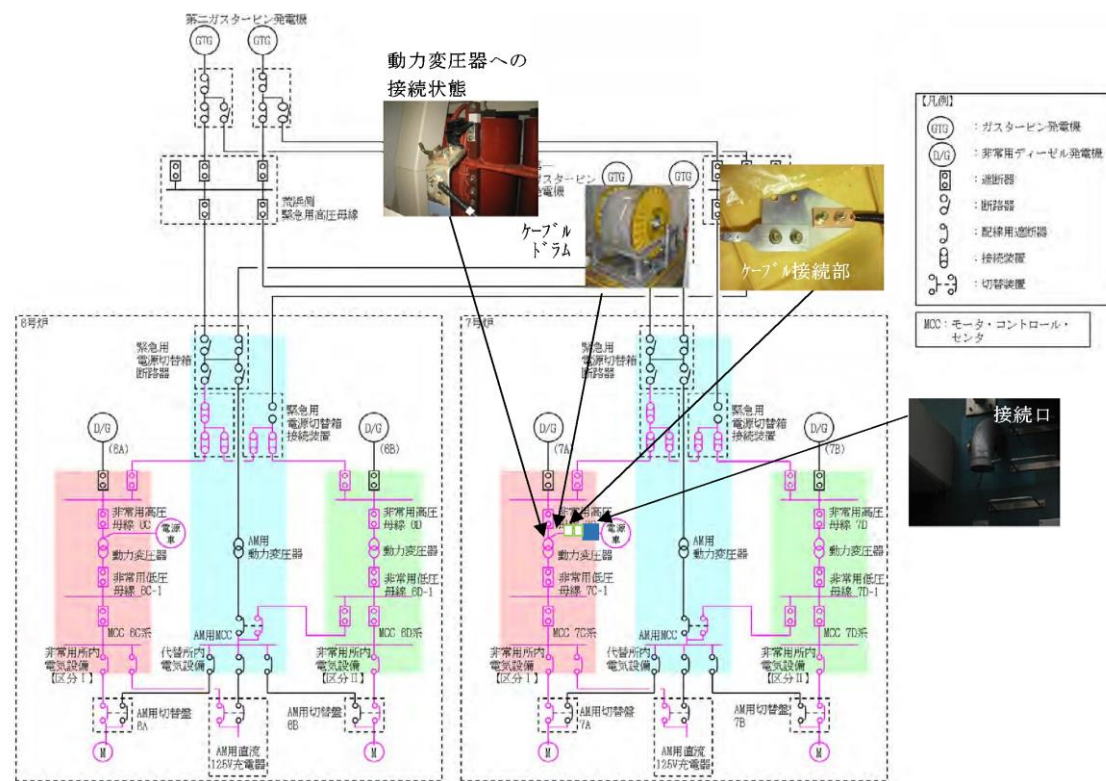 第二ガスタービン発電機
GTG
GTG
動力変圧器への
接続状態
荒浜側
緊急用高圧母線
ガスタービン
発電機
GTG
GTG
ケーブル
ドラム
ケーブル接続部
【凡例】
GTG
：ガスタービン発電機
D/G
：非常用ディーゼル発電機
：遮断器
：断路器
：配線用遮断器
：接続装置
：切替装置
MCC：モータ・コントロール・
センタ
接続口
6号炉
緊急用
電源切替箱
断路器
緊急用
電源切替箱
接続装置
D/G
(6A)
D/G
(6B)
非常用高圧
母線 6C
非常用高圧
母線 6D
電源
車
動力変圧器
AM用
動力変圧器
動力変圧器
非常用低圧
母線 6C-1
非常用低圧
母線 6D-1
MCC 6C系
AM用MCC
MCC 6D系
非常用所内
電気設備
【区分Ⅰ】
代替所内
電気設備
非常用所内
電気設備
【区分Ⅱ】
AM用切替盤
6A
AM用切替盤
6B
M
AM用直流
125V充電器
M
7号炉
緊急用
電源切替箱
断路器
緊急用
電源切替箱
接続装置
D/G
(7A)
D/G
(7B)
非常用高圧
非常用高圧
母線 7D
電源
車
動力変圧器
AM用
動力変圧器
動力変圧器
非常用低圧
母線 7C-1
非常用低圧
母線 7D-1
MCC 7C系
AM用MCC
MCC 7D系
非常用所内
電気設備
【区分Ⅰ】
代替所内
電気設備
非常用所内
電気設備
【区分Ⅱ】
AM用切替盤
7A
AM用切替盤
7B
M
AM用直流
125V充電器
M